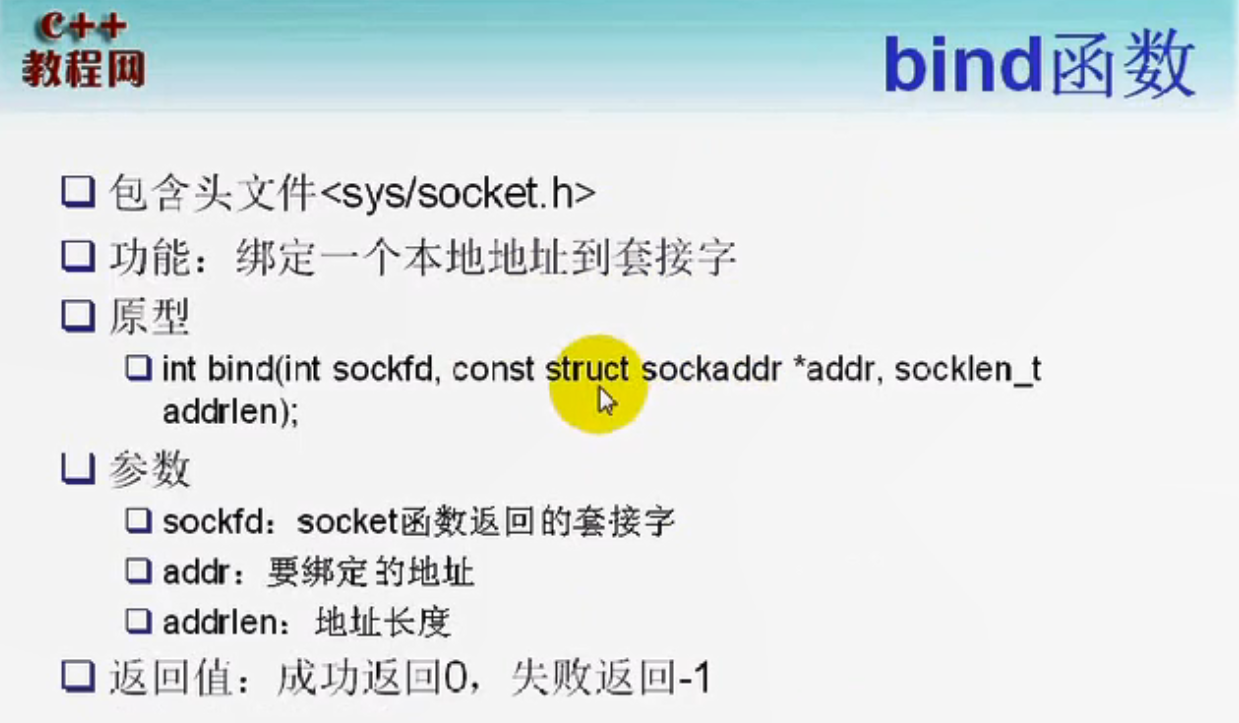 C++
教程网
bind函数
包含头文件<sys/socket.h>
功能：绑定一个本地地址到套接字
原型
int bind(int sockfd, const struct sockaddr *addr, socklen_t
addrlen);
参数
sockfd：socket函数返回的套接字
addr：要绑定的地址
addrlen：地址长度
返回值：成功返回0，失败返回-1